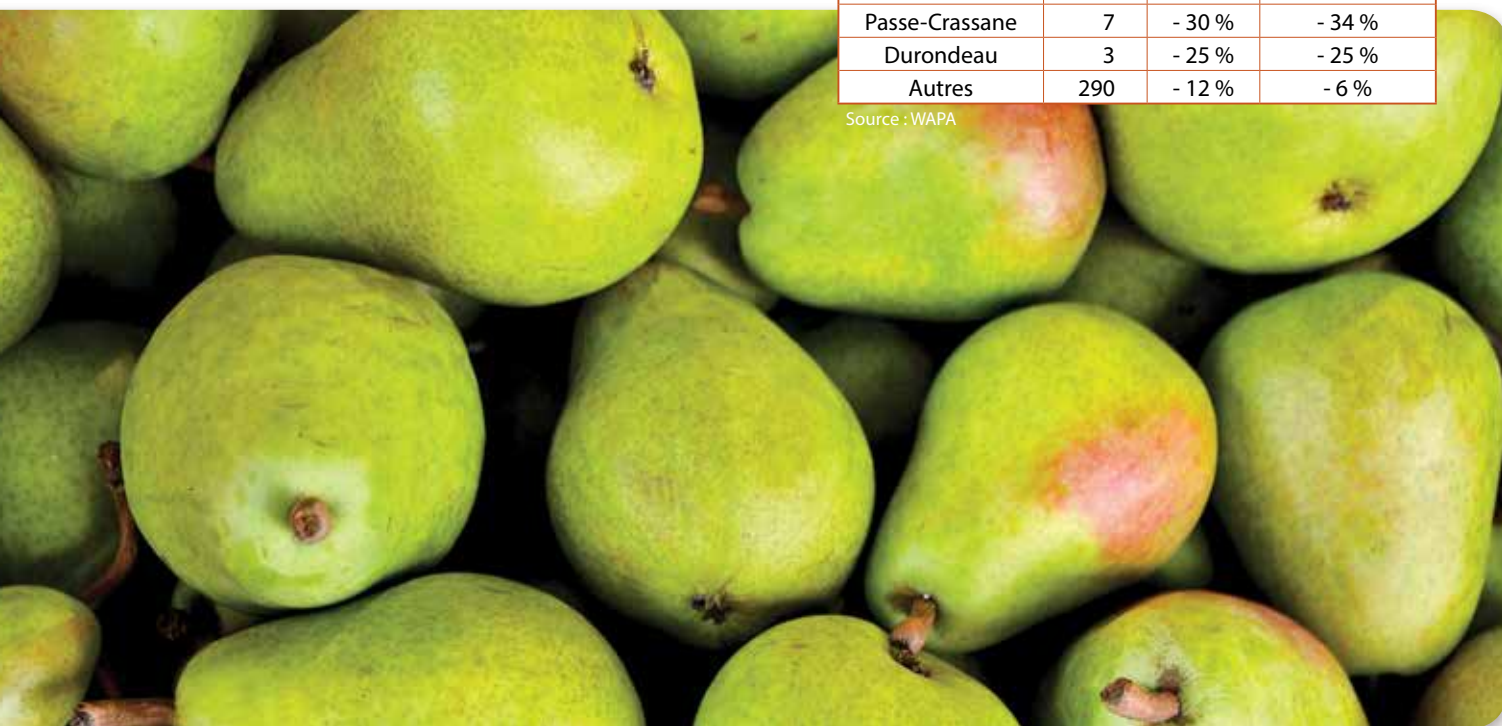 Passe-Crassane 7 - 30 % - 34 %
Durondeau 3 - 25 % - 25 %
Autres 290 - 12 % - 6 %
Source : WAPA